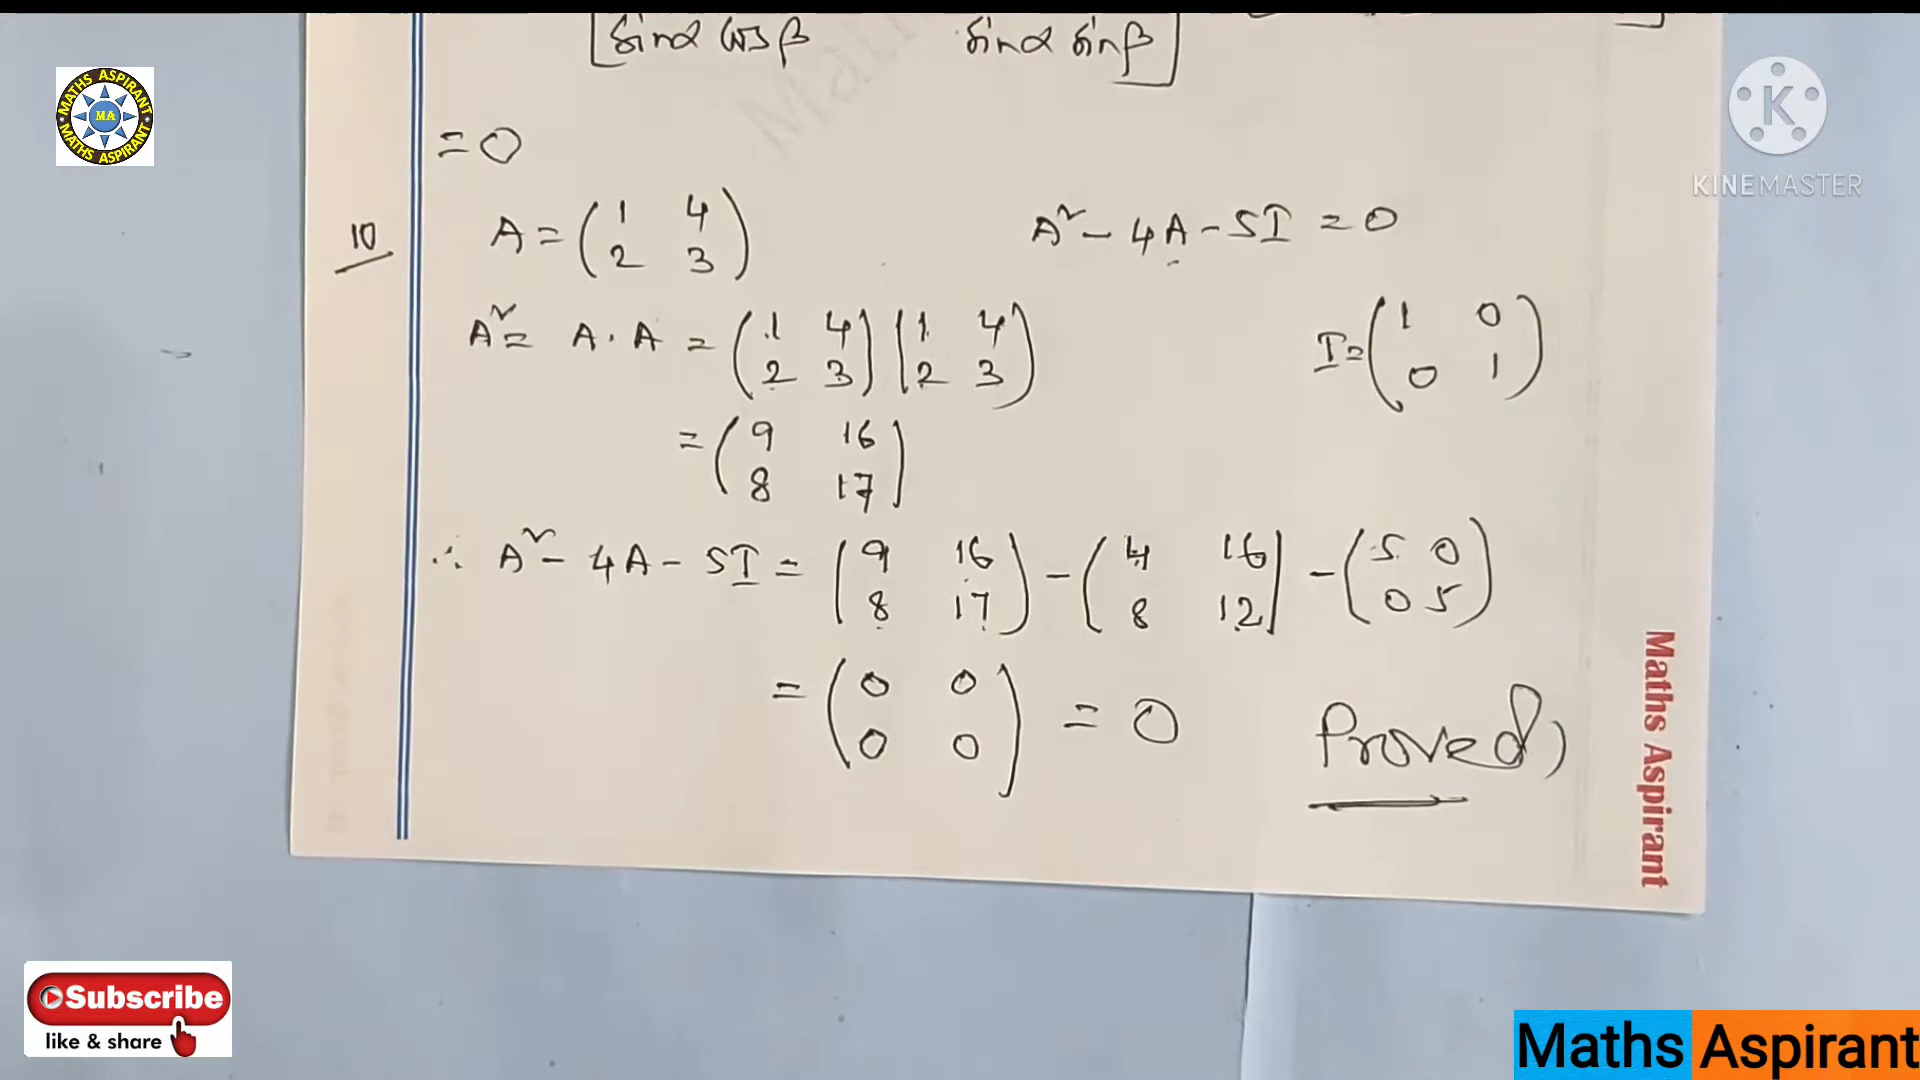 [sinα cosβ sinα sinβ]
= 0
10 A = (1 4
2 3) A² - 4A - 5I = 0
A² = A . A = (1 4
2 3) (1 4
2 3) I = (1 0
0 1)
= (9 16
8 17)
∴ A² - 4A - 5I = (9 16
8 17) - (4 16
8 12) - (5 0
0 5)
= (0 0
0 0) = 0 Proved
MATHS ASPIRANT
MA
MATHS ASPIRANT
K
KINEMASTER
Maths Aspirant
Subscribe
like & share
Maths Aspirant